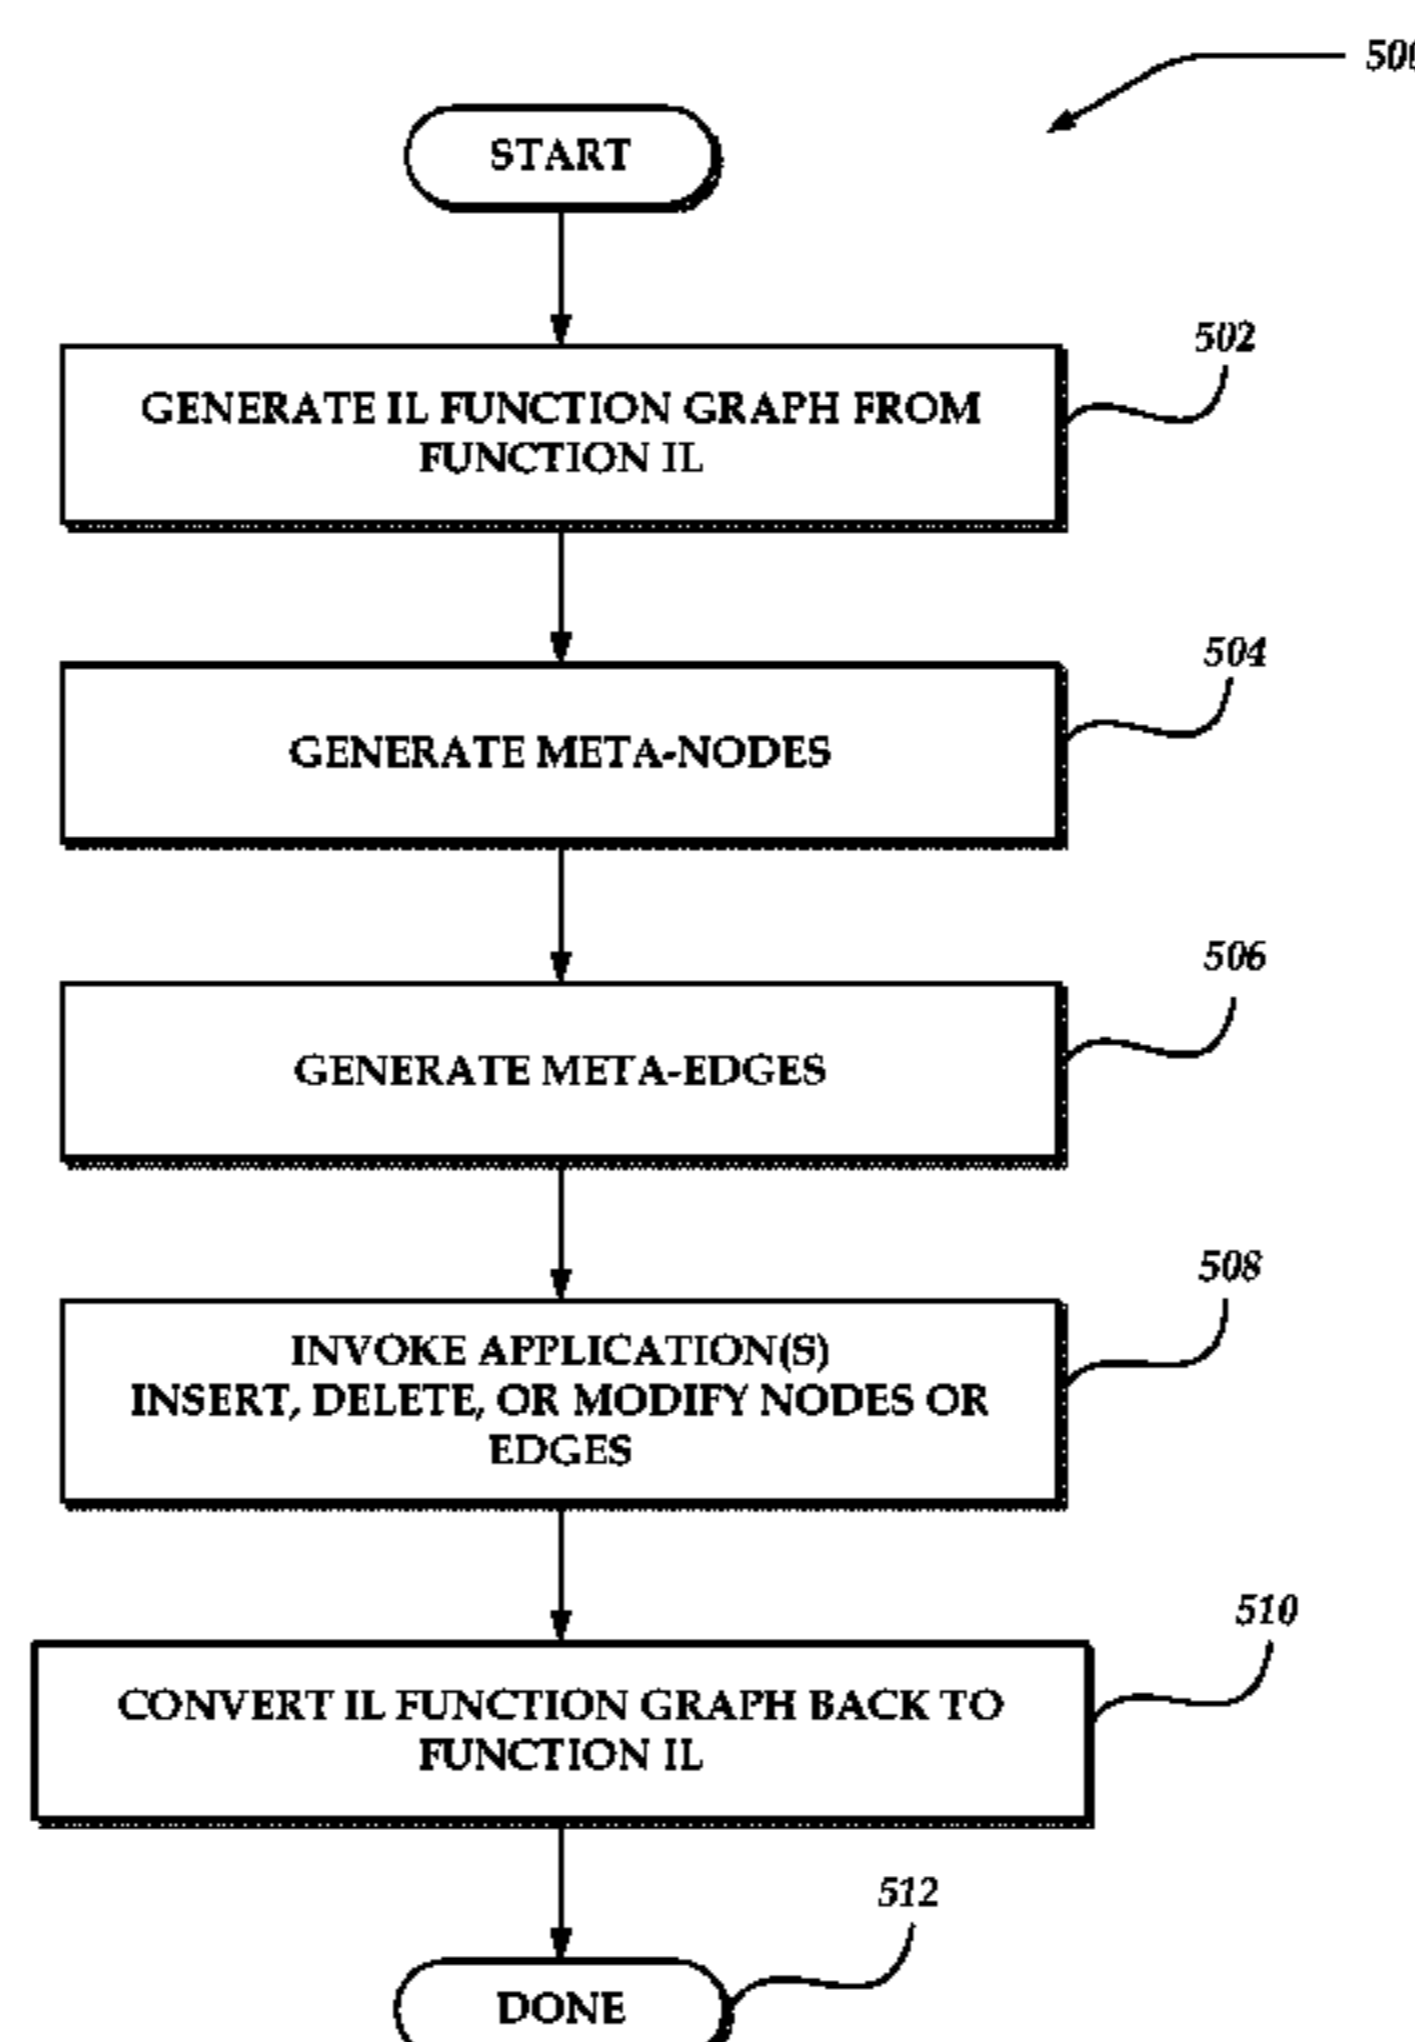 START
502
GENERATE IL FUNCTION GRAPH FROM
FUNCTION IL
504
GENERATE META-NODES
506
GENERATE META-EDGES
508
INVOKE APPLICATION(S)
INSERT, DELETE, OR MODIFY NODES OR
EDGES
510
CONVERT IL FUNCTION GRAPH BACK TO
FUNCTION IL
512
DONE